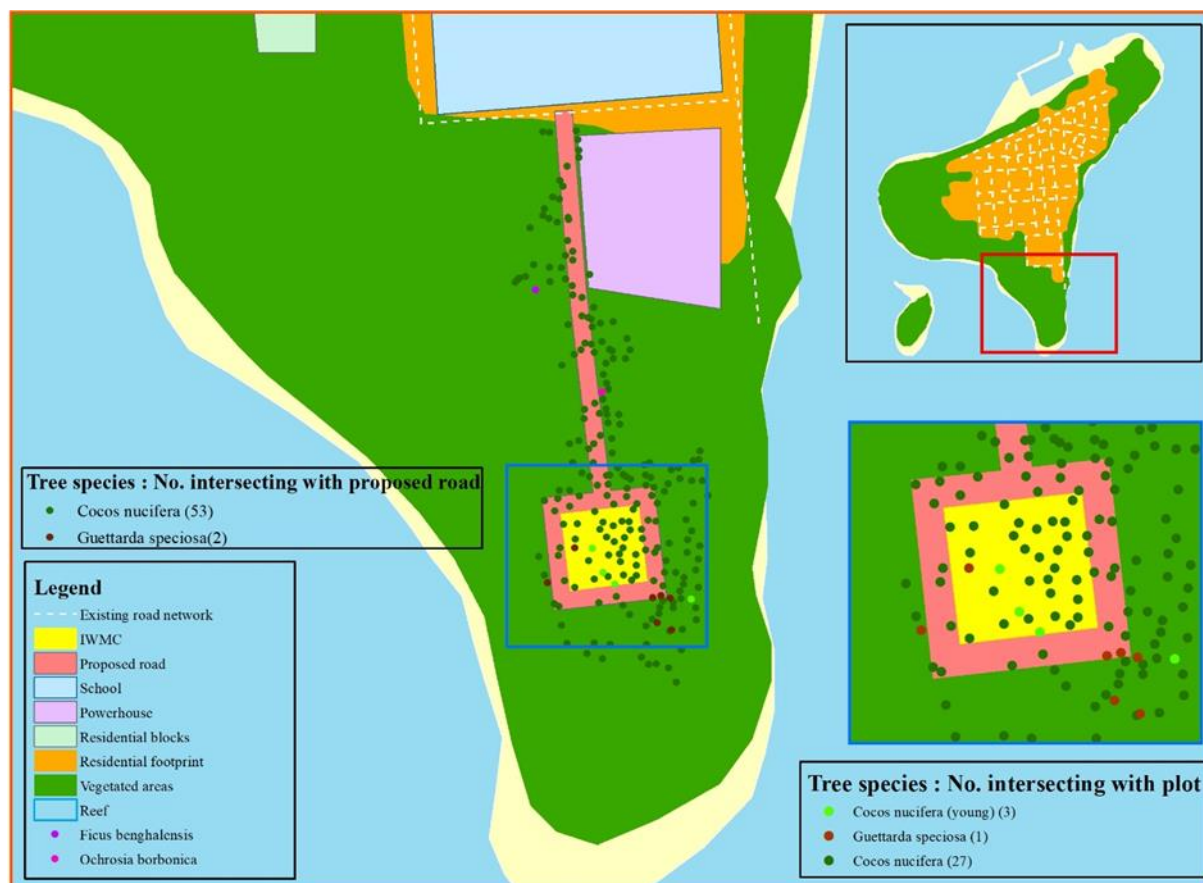 Tree species : No. intersecting with proposed road
Cocos nucifera (53)
Guettarda speciosa(2)
Legend
Existing road network
IWMC
Proposed road
School
Powerhouse
Residential blocks
Residential footprint
Vegetated areas
Reef
Ficus benghalensis
Ochrosia borbonica
Tree species : No. intersecting with plot
Cocos nucifera (young) (3)
Guettarda speciosa (1)
Cocos nucifera (27)